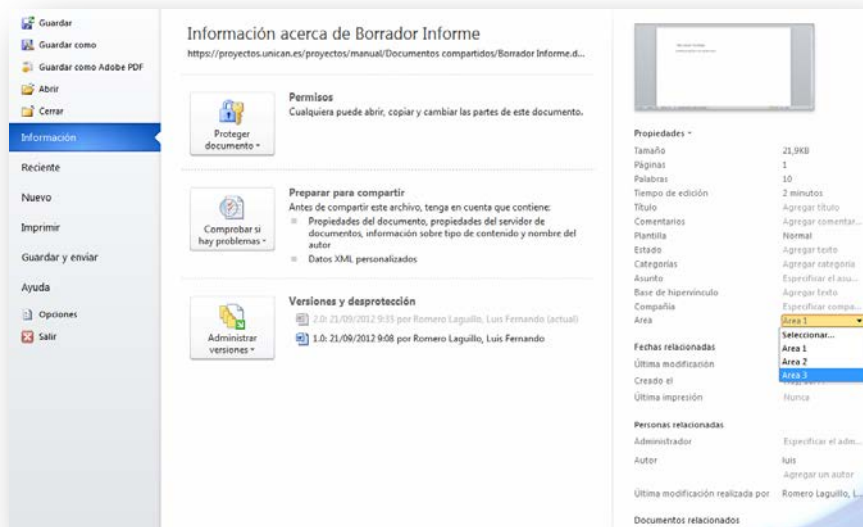 Guardar
Guardar como
Guardar como Adobe PDF
Abrir
Cerrar
Información
Reciente
Nuevo
Imprimir
Guardar y enviar
Ayuda
Opciones
Salir
Información acerca de Borrador Informe
https://proyectos.unican.es/proyectos/manual/Documentos compartidos/Borrador Informe.d...
Proteger
documento
Permisos
Cualquiera puede abrir, copiar y cambiar las partes de este documento.
Comprobar si
hay problemas
Preparar para compartir
Antes de compartir este archivo, tenga en cuenta que contiene:
Propiedades del documento, propiedades del servidor de
documentos, información sobre tipo de contenido y nombre del
autor
Datos XML personalizados
Administrar
versiones
Versiones y desprotección
2.0: 21/09/2012 9:35 por Romero Laguillo, Luis Fernando (actual)
1.0: 21/09/2012 9:08 por Romero Laguillo, Luis Fernando
Propiedades
Tamaño 21,9KB
Páginas 1
Palabras 10
Tiempo de edición 2 minutos
Título Agregar título
Comentarios Agregar comentar...
Plantilla Normal
Estado Agregar texto
Categorías Agregar categoría
Asunto Especificar el asu...
Base de hipervínculo Agregar texto
Compañía Especificar compa...
Area Area 1
Seleccionar...
Area 1
Area 2
Area 3
Fechas relacionadas
Última modificación
Creado el
Última impresión Nunca
Personas relacionadas
Administrador Especificar el adm...
Autor luis
Agregar un autor
Última modificación realizada por Romero Laguillo, L...
Documentos relacionados